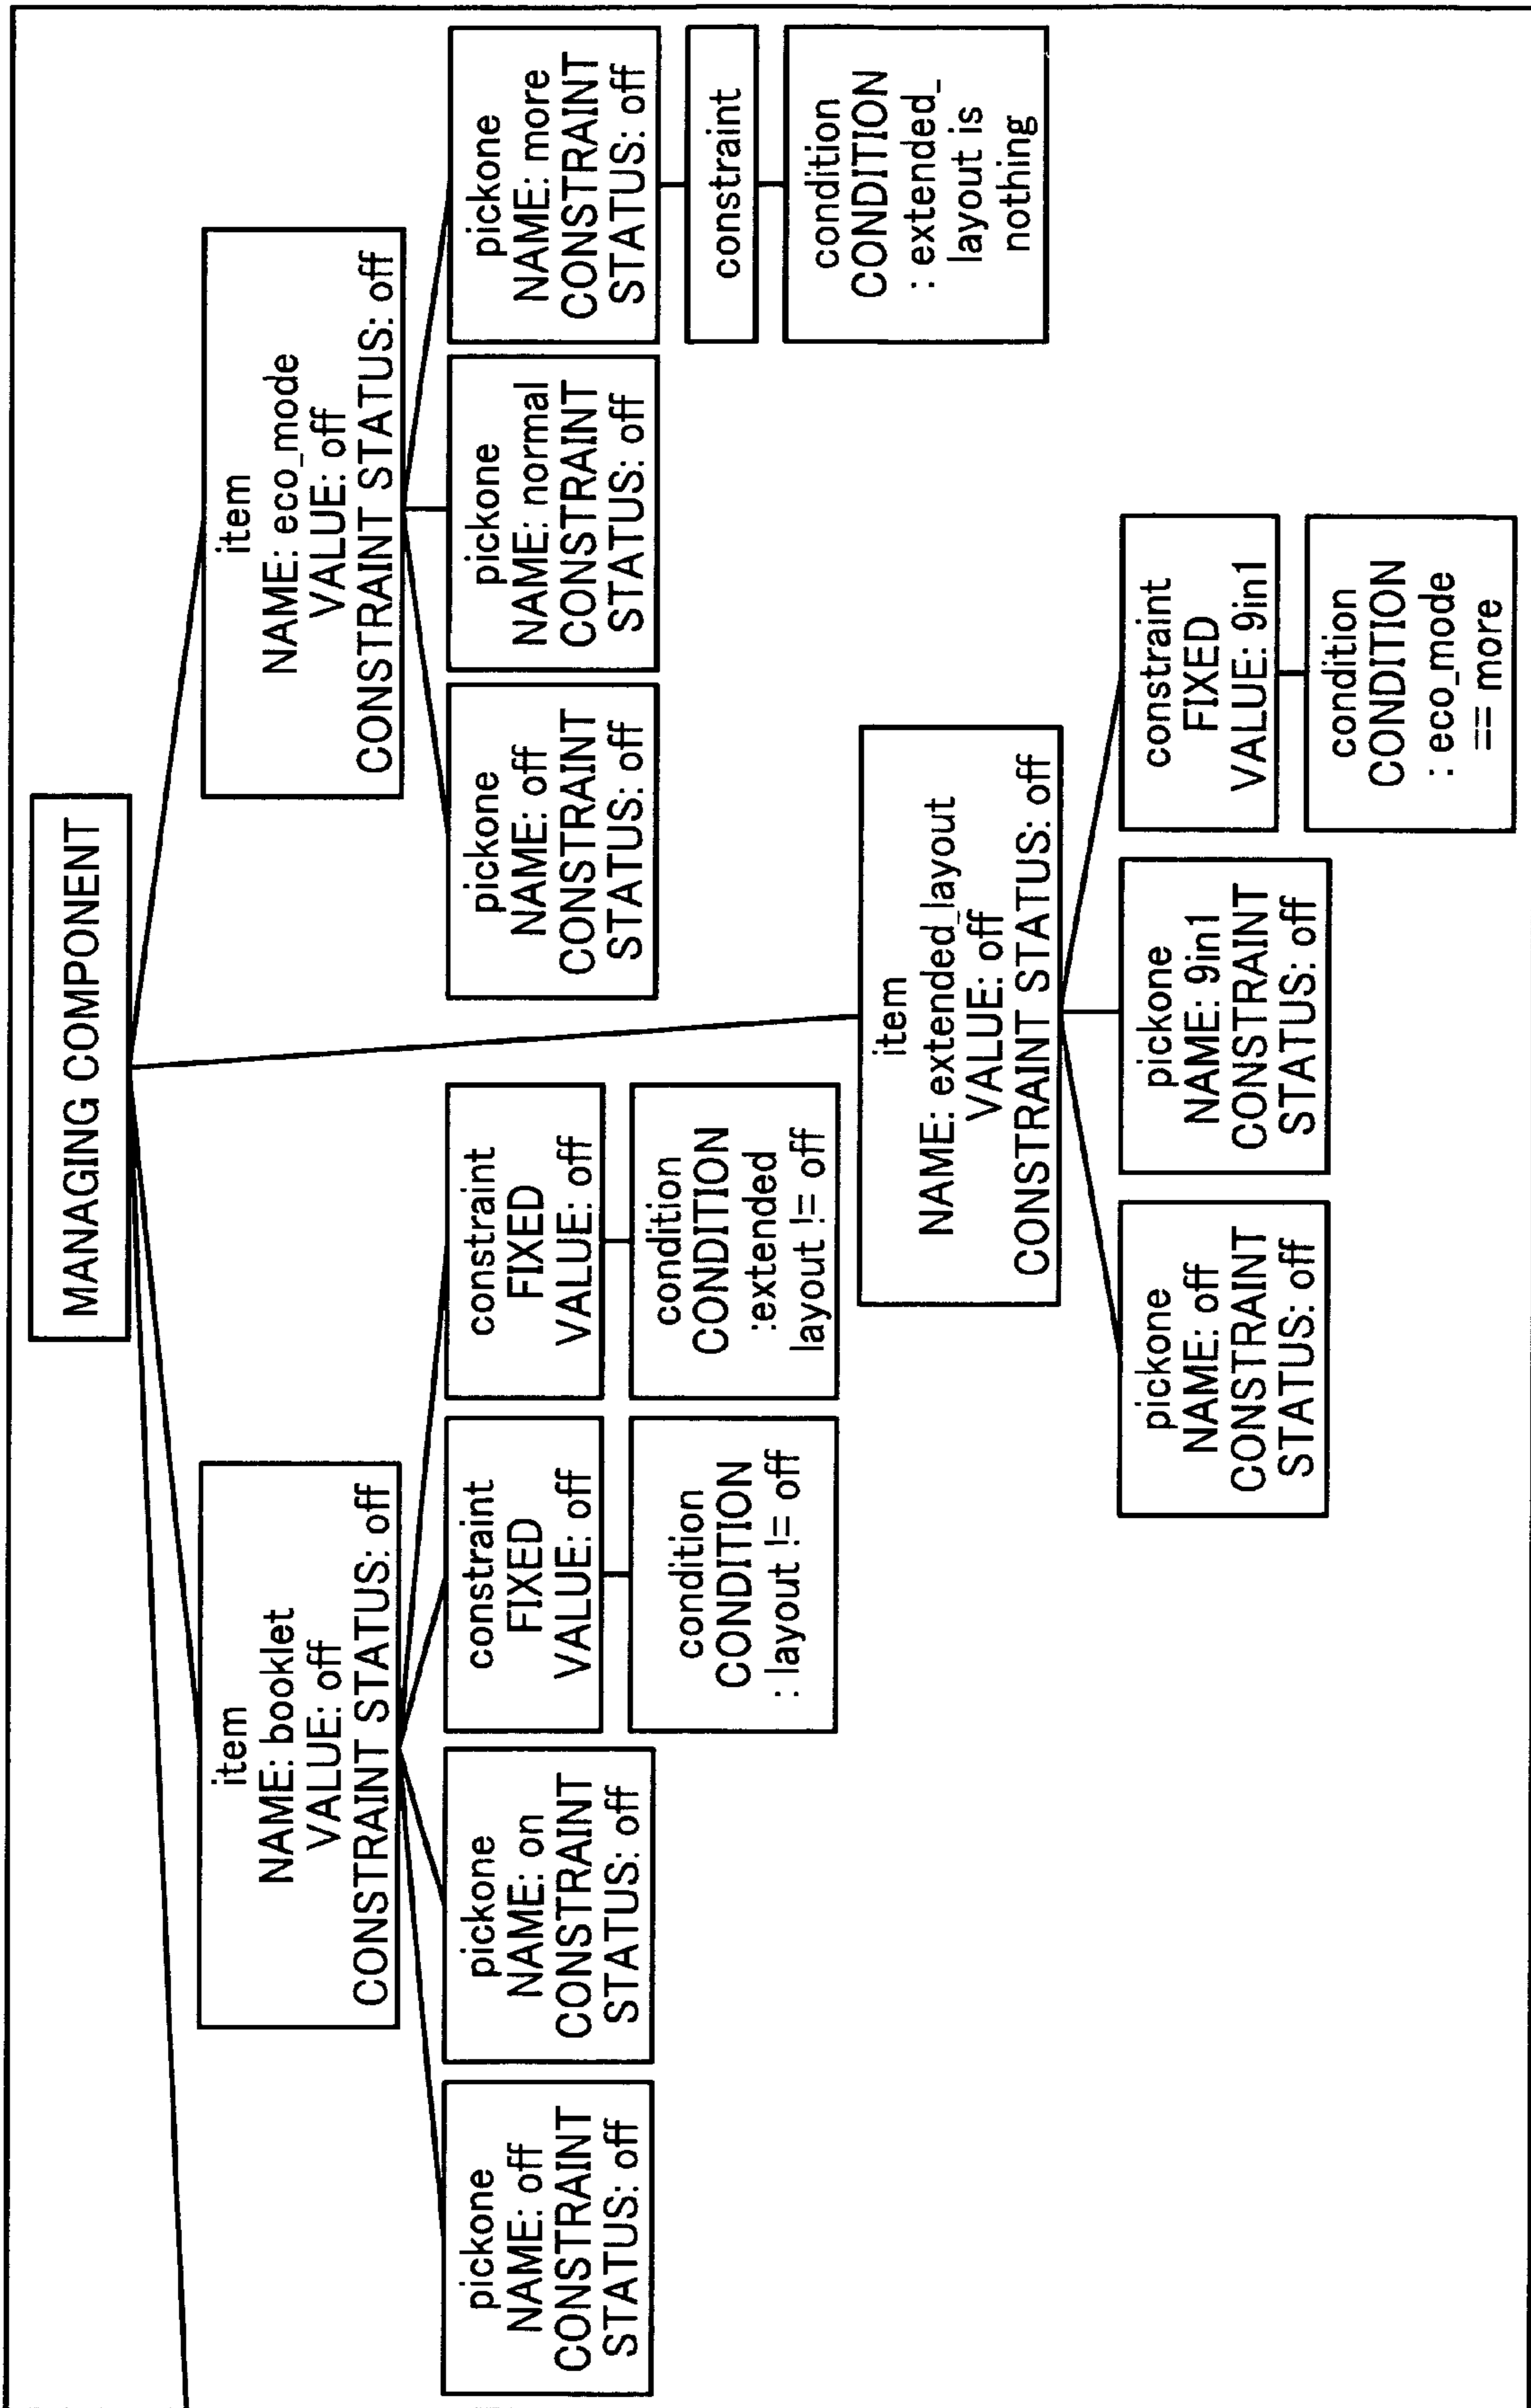 MANAGING COMPONENT
item
NAME: booklet
VALUE: off
CONSTRAINT STATUS: off
pickone
NAME: off
CONSTRAINT
STATUS: off
pickone
NAME: on
CONSTRAINT
STATUS: off
constraint
FIXED
VALUE: off
condition
CONDITION
: layout != off
constraint
FIXED
VALUE: off
condition
CONDITION
:extended
layout != off
item
NAME: eco_mode
VALUE: off
CONSTRAINT STATUS: off
pickone
NAME: off
CONSTRAINT
STATUS: off
pickone
NAME: normal
CONSTRAINT
STATUS: off
pickone
NAME: more
CONSTRAINT
STATUS: off
constraint
condition
CONDITION
: extended_
layout is
nothing
item
NAME: extended_layout
VALUE: off
CONSTRAINT STATUS: off
pickone
NAME: off
CONSTRAINT
STATUS: off
pickone
NAME: 9in1
CONSTRAINT
STATUS: off
constraint
FIXED
VALUE: 9in1
condition
CONDITION
: eco_mode
== more